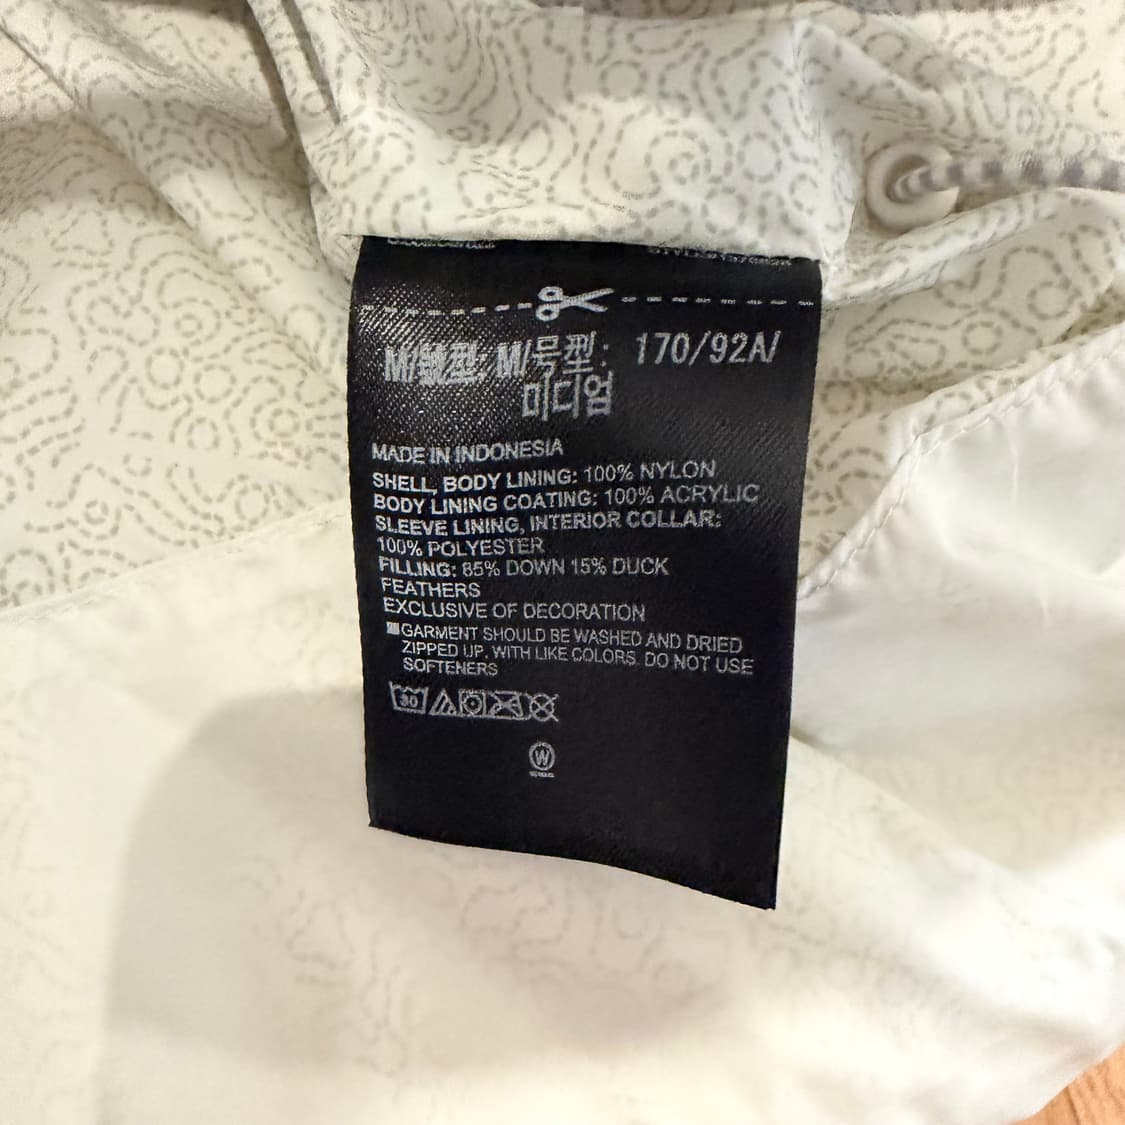 M/號型: M/号型: 170/92A/
미디엄
MADE IN INDONESIA
SHELL, BODY LINING: 100% NYLON
BODY LINING COATING: 100% ACRYLIC
SLEEVE LINING, INTERIOR COLLAR:
100% POLYESTER
FILLING: 85% DOWN 15% DUCK
FEATHERS
EXCLUSIVE OF DECORATION
GARMENT SHOULD BE WASHED AND DRIED
ZIPPED UP, WITH LIKE COLORS. DO NOT USE
SOFTENERS
30
W